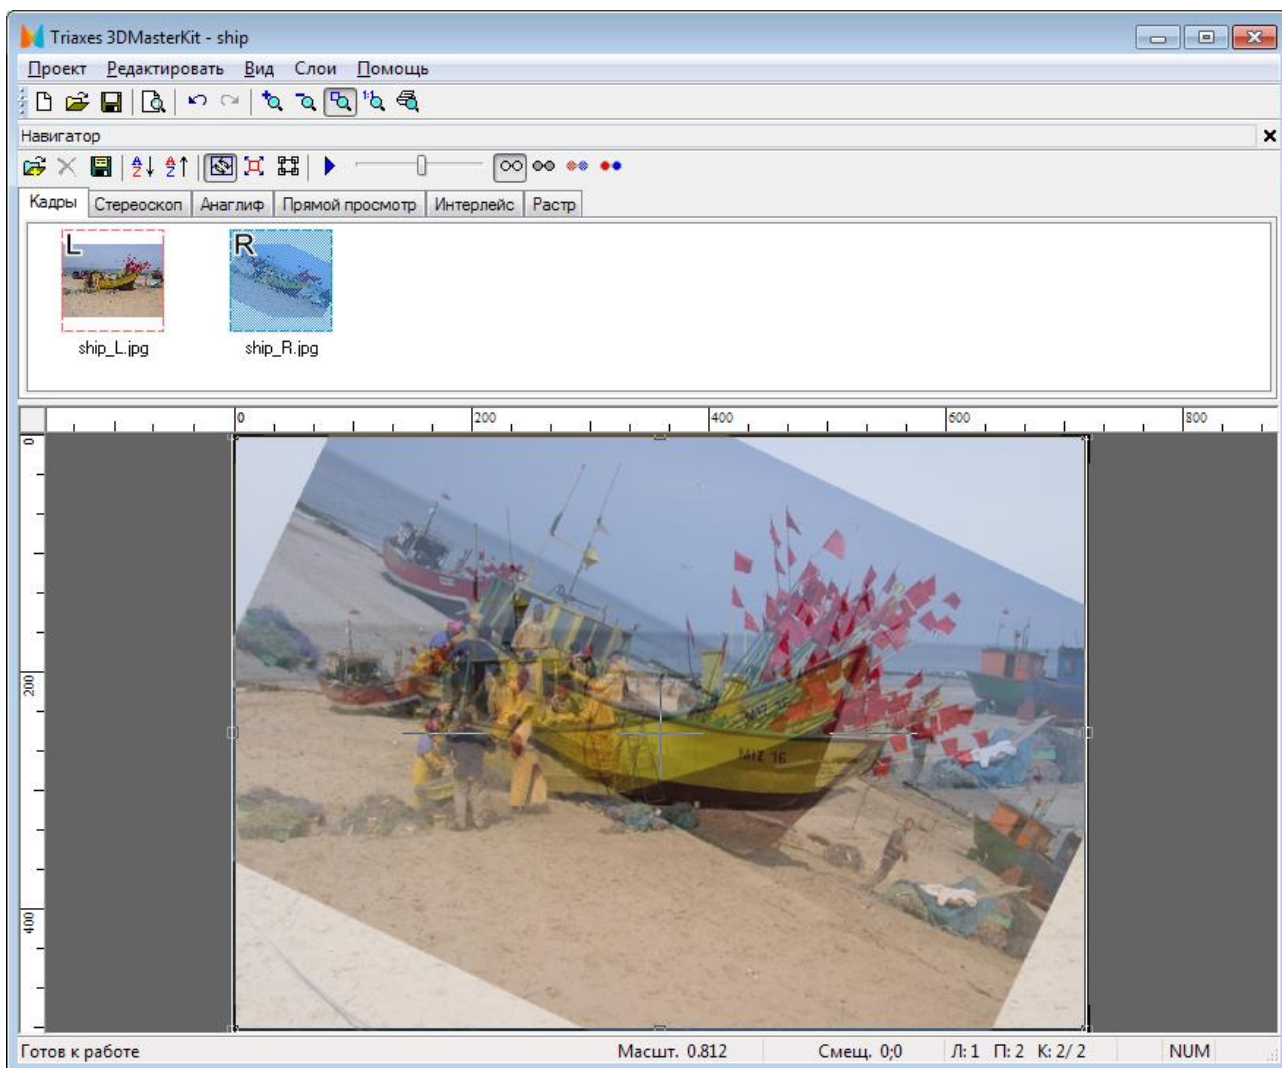 Triaxes 3DMasterKit - ship
Проект Редактировать Вид Слои Помощь
Навигатор
Кадры Стереоскоп Анаглиф Прямой просмотр Интерлейс Растр
L R
ship_L.jpg ship_R.jpg
0 200 400 600 800
0
200
400
MIZ 16
MIZ 16
Готов к работе Масшт. 0.812 Смещ. 0;0 Л: 1 П: 2 К: 2/ 2 NUM